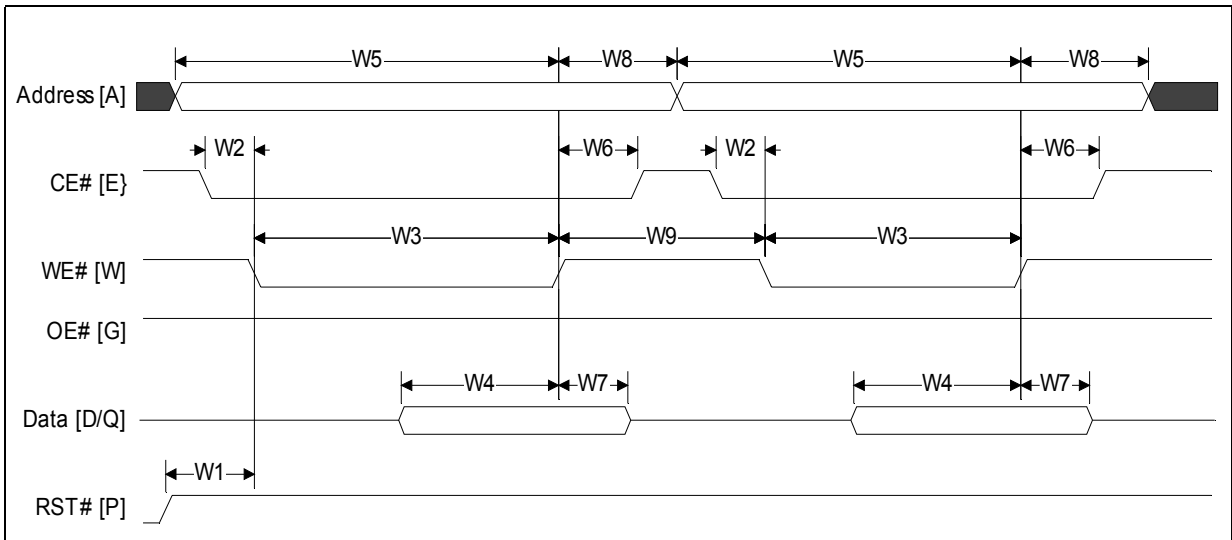 W5 W8 W5 W8
Address [A]
W2 W6 W2 W6
CE# [E}
W3 W9 W3
WE# [W]
OE# [G]
W4 W7 W4 W7
Data [D/Q]
W1
RST# [P]